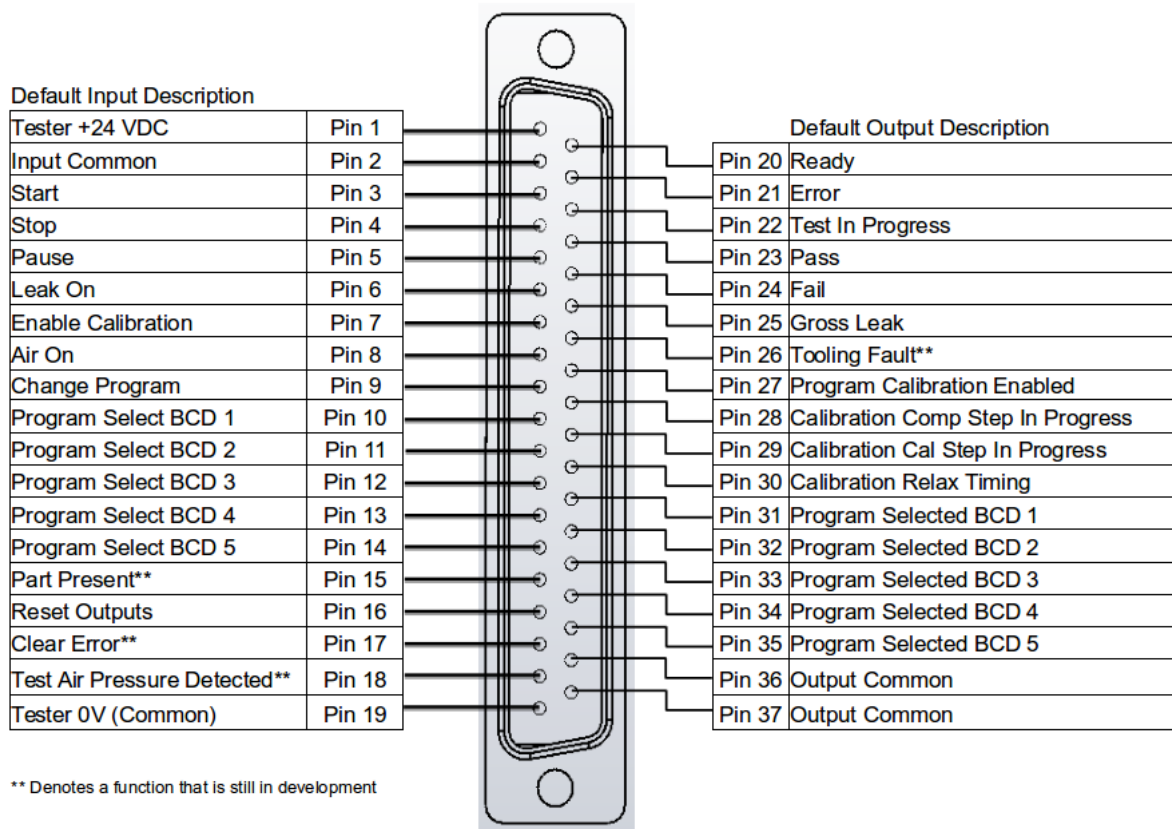 Default Input Description
Tester +24 VDC Pin 1
Input Common Pin 2
Start Pin 3
Stop Pin 4
Pause Pin 5
Leak On Pin 6
Enable Calibration Pin 7
Air On Pin 8
Change Program Pin 9
Program Select BCD 1 Pin 10
Program Select BCD 2 Pin 11
Program Select BCD 3 Pin 12
Program Select BCD 4 Pin 13
Program Select BCD 5 Pin 14
Part Present** Pin 15
Reset Outputs Pin 16
Clear Error** Pin 17
Test Air Pressure Detected** Pin 18
Tester 0V (Common) Pin 19
** Denotes a function that is still in development
Default Output Description
Pin 20 Ready
Pin 21 Error
Pin 22 Test In Progress
Pin 23 Pass
Pin 24 Fail
Pin 25 Gross Leak
Pin 26 Tooling Fault**
Pin 27 Program Calibration Enabled
Pin 28 Calibration Comp Step In Progress
Pin 29 Calibration Cal Step In Progress
Pin 30 Calibration Relax Timing
Pin 31 Program Selected BCD 1
Pin 32 Program Selected BCD 2
Pin 33 Program Selected BCD 3
Pin 34 Program Selected BCD 4
Pin 35 Program Selected BCD 5
Pin 36 Output Common
Pin 37 Output Common